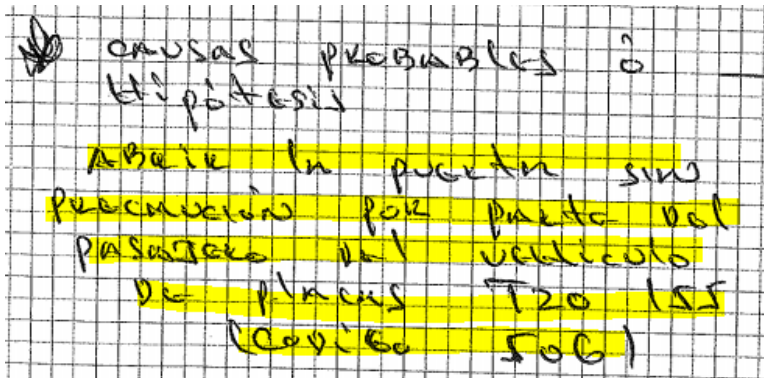 CAUSAS PROBABLES ó
Hipótesis
ABRIR la puerta sin
PRECAUCIÓN POR parte del
PASAJERO del vehículo
De placas TZO 155
(Codigo 506)